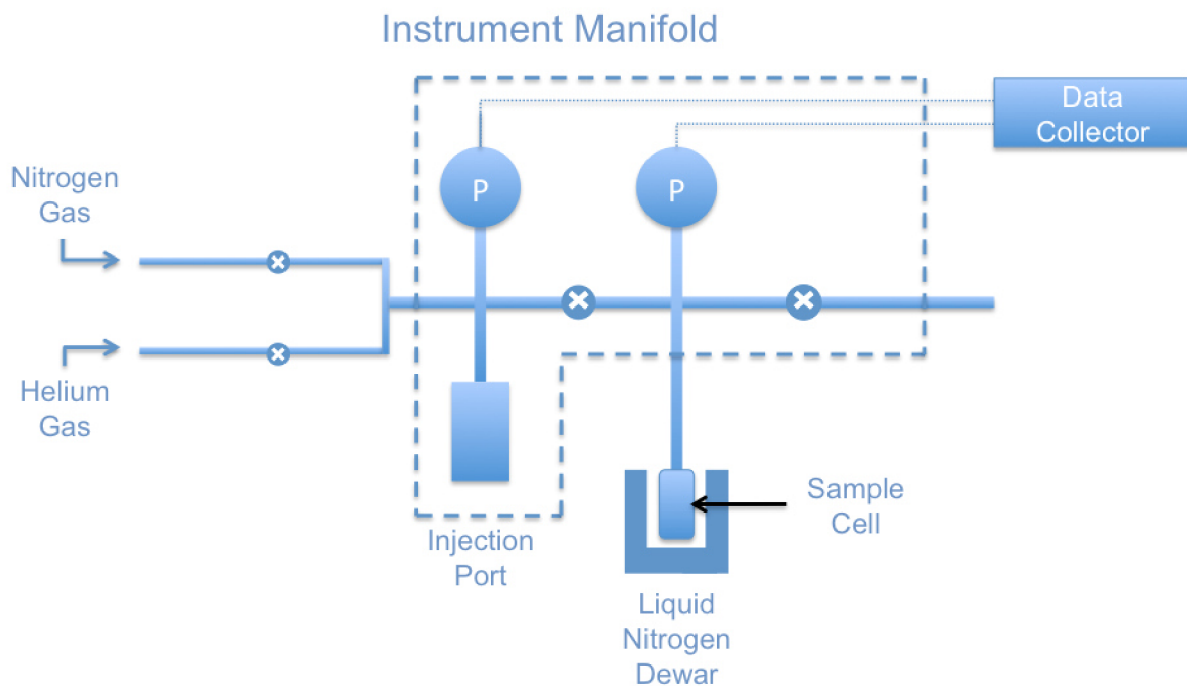 Instrument Manifold
Data
Collector
P
P
Nitrogen
Gas
Helium
Gas
Sample
Cell
Injection
Port
Liquid
Nitrogen
Dewar